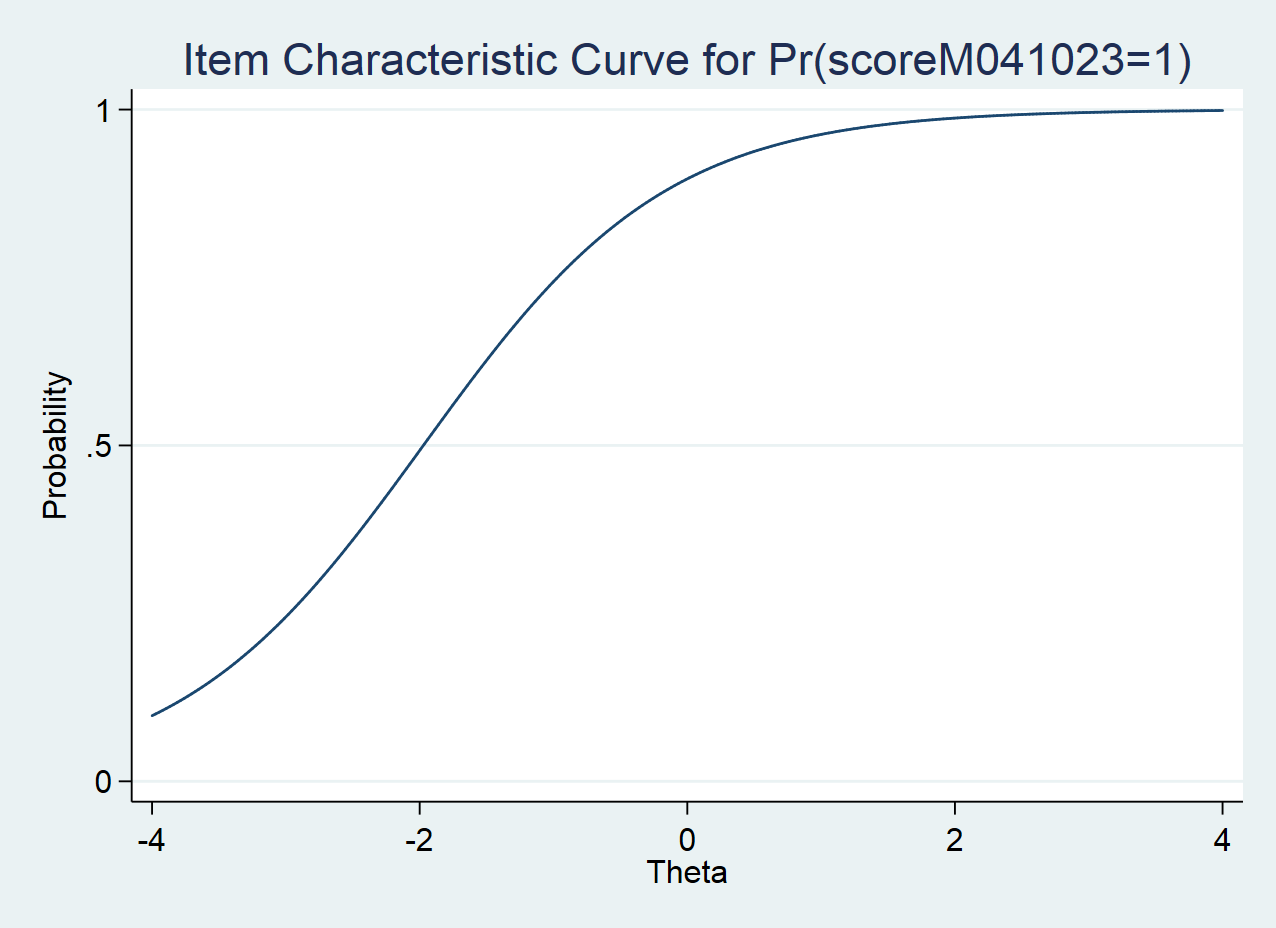 Item Characteristic Curve for Pr(scoreM041023=1)
1
.5
0
Probability
-4 -2 0 2 4
Theta